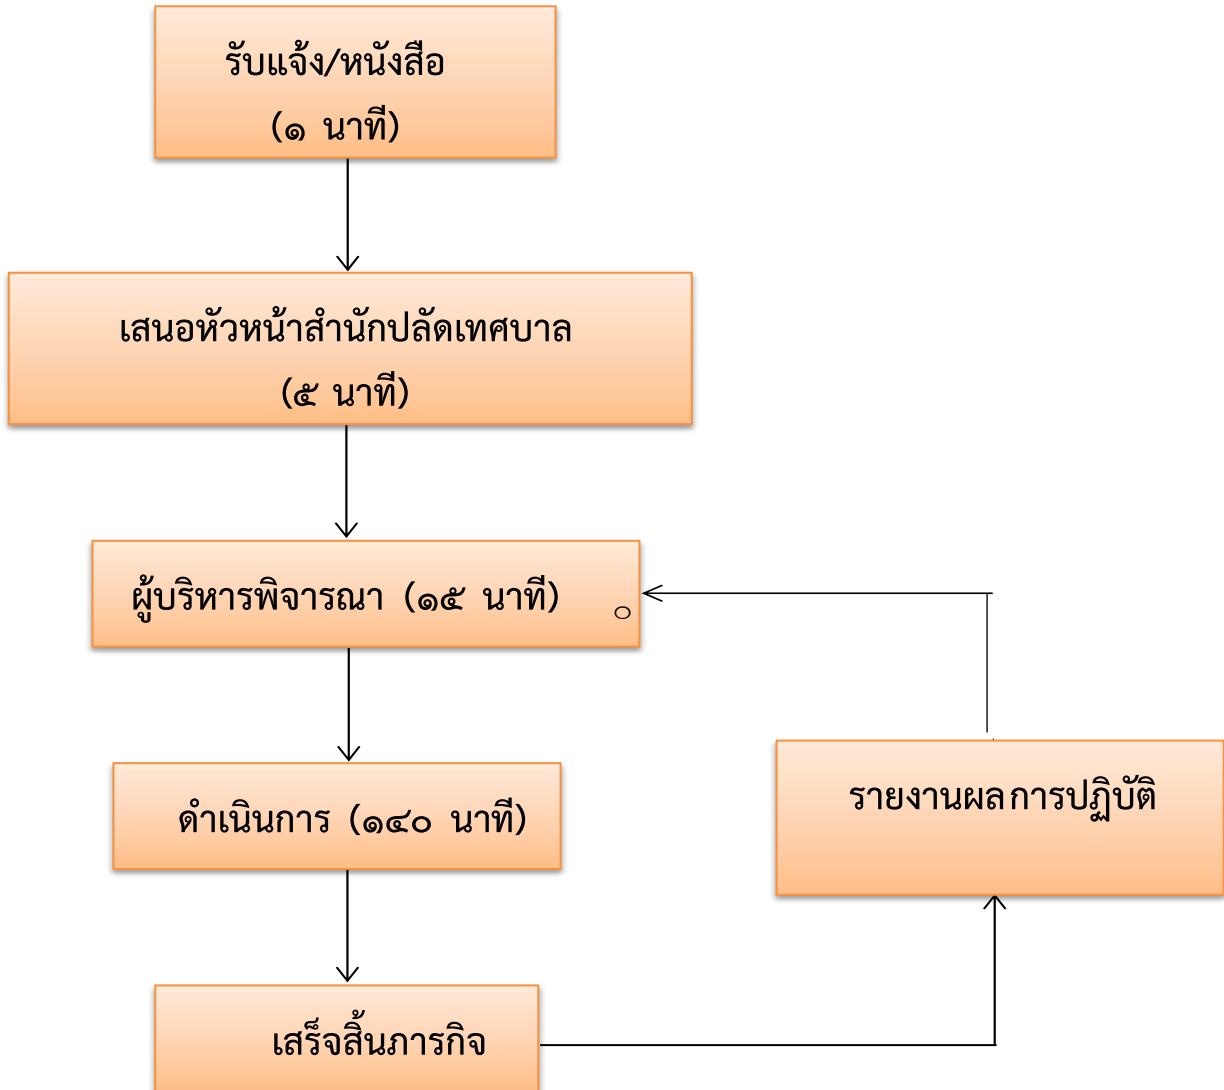 รับแจ้ง/หนังสือ
(๑ นาที)
เสนอหัวหน้าสำนักปลัดเทศบาล
(๕ นาที)
ผู้บริหารพิจารณา (๑๕ นาที) ๐
ดำเนินการ (๑๔๐ นาที)
รายงานผลการปฏิบัติ
เสร็จสิ้นภารกิจ